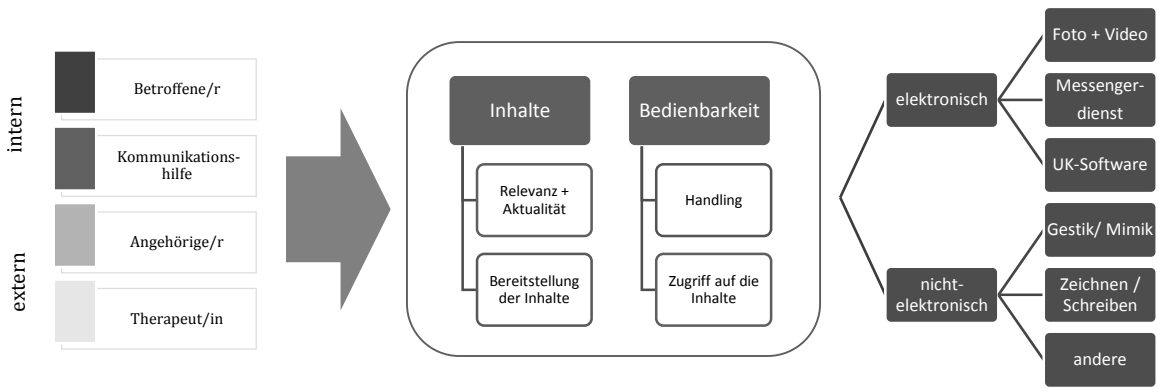 intern
Betroffene/r
Kommunikations-
hilfe
extern
Angehörige/r
Therapeut/in
Inhalte
Relevanz +
Aktualität
Bereitstellung
der Inhalte
Bedienbarkeit
Handling
Zugriff auf die
Inhalte
elektronisch
Foto + Video
Messenger-
dienst
UK-Software
nicht-
elektronisch
Gestik/ Mimik
Zeichnen /
Schreiben
andere